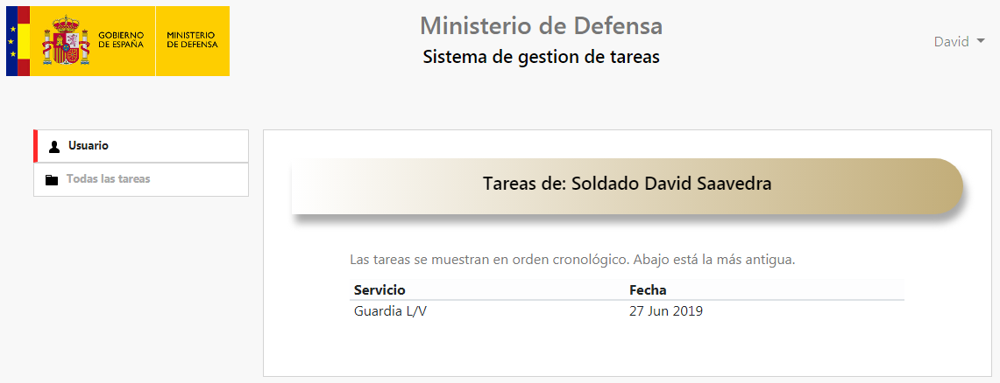 GOBIERNO
DE ESPAÑA
MINISTERIO
DE DEFENSA
Ministerio de Defensa
Sistema de gestion de tareas
David
Usuario
Todas las tareas
Tareas de: Soldado David Saavedra
Las tareas se muestran en orden cronológico. Abajo está la más antigua.
Servicio Fecha
Guardia L/V 27 Jun 2019